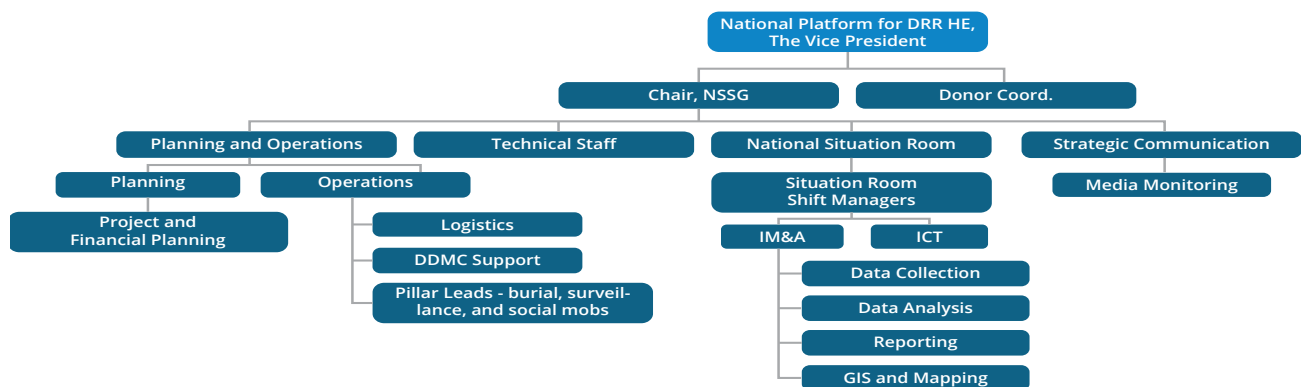 National Platform for DRR HE,
The Vice President
Chair, NSSG
Donor Coord.
Planning and Operations
Technical Staff
National Situation Room
Strategic Communication
Planning
Operations
Situation Room
Shift Managers
Media Monitoring
Project and
Financial Planning
Logistics
DDMC Support
Pillar Leads - burial, surveil-
lance, and social mobs
IM&A
ICT
Data Collection
Data Analysis
Reporting
GIS and Mapping